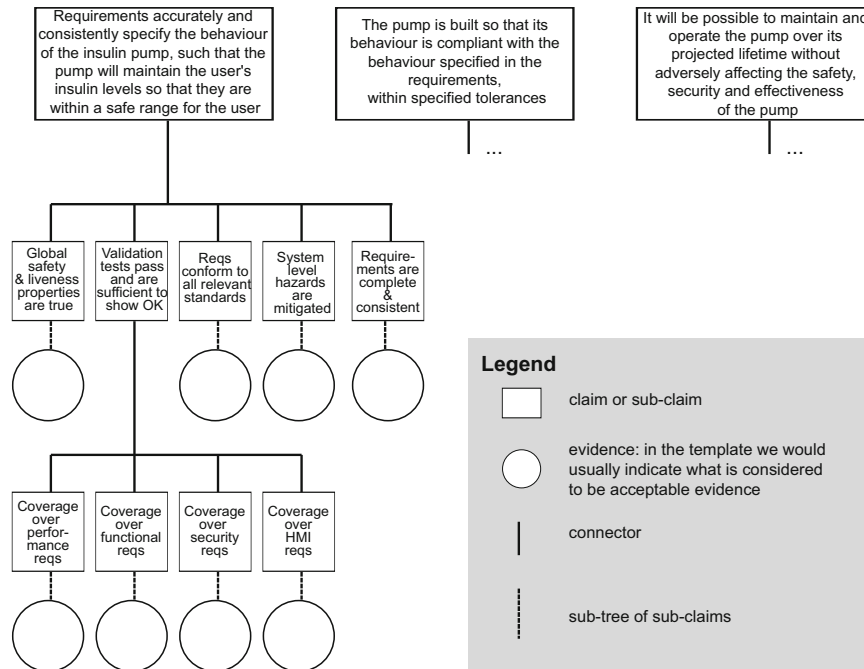 Requirements accurately and
consistently specify the behaviour
of the insulin pump, such that the
pump will maintain the user's
insulin levels so that they are
within a safe range for the user
The pump is built so that its
behaviour is compliant with the
behaviour specified in the
requirements,
within specified tolerances
It will be possible to maintain and
operate the pump over its
projected lifetime without
adversely affecting the safety,
security and effectiveness
of the pump
...
...
Global
safety
& liveness
properties
are true
Validation
tests pass
and are
sufficient to
show OK
Reqs
conform to
all relevant
standards
System
level
hazards
are
mitigated
Require-
ments are
complete
&
consistent
Coverage
over
perfor-
mance
reqs
Coverage
over
functional
reqs
Coverage
over
security
reqs
Coverage
over
HMI
reqs
Legend
claim or sub-claim
evidence: in the template we would
usually indicate what is considered
to be acceptable evidence
connector
sub-tree of sub-claims